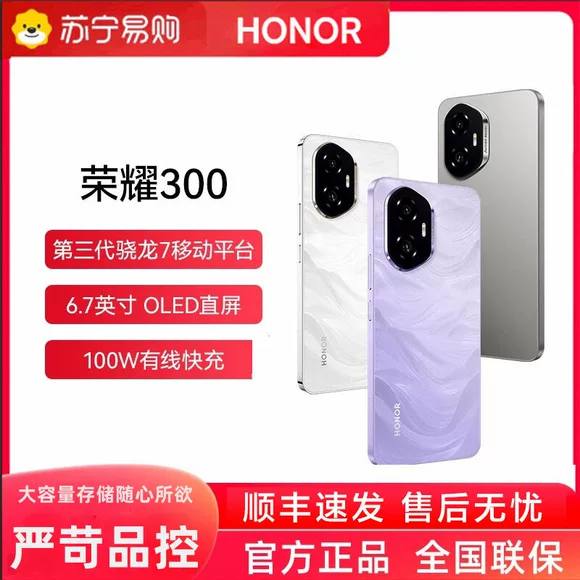 苏宁易购 HONOR
荣耀300
第三代骁龙7移动平台
6.7英寸 OLED直屏
100W有线快充
HONOR
HONOR
大容量存储随心所欲
严苛品控
顺丰速发 售后无忧
官方正品 全国联保